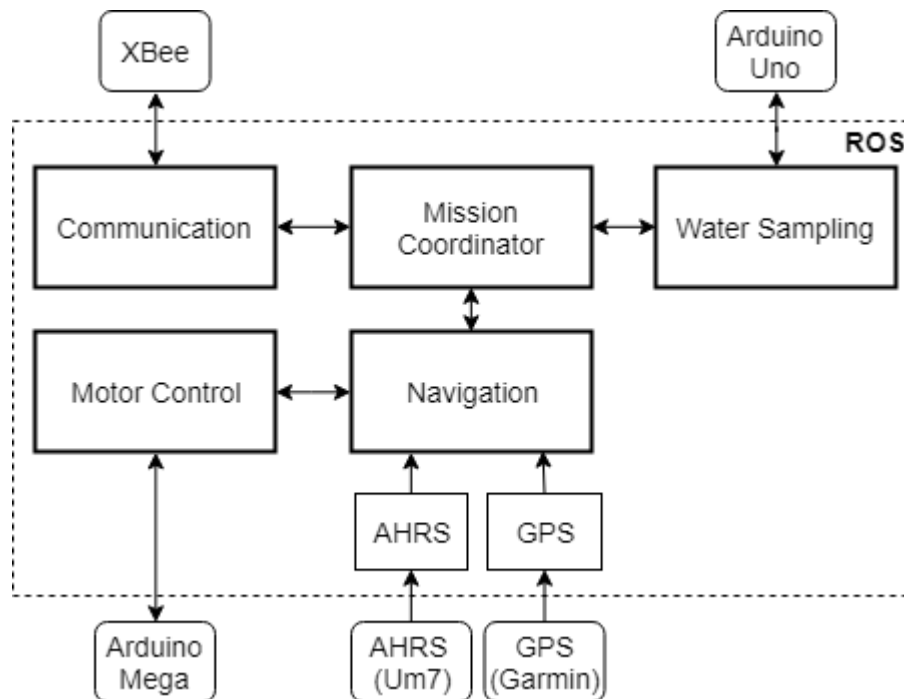 XBee
Arduino
Uno
ROS
Communication
Mission
Coordinator
Water Sampling
Motor Control
Navigation
AHRS
GPS
Arduino
Mega
AHRS
(Um7)
GPS
(Garmin)